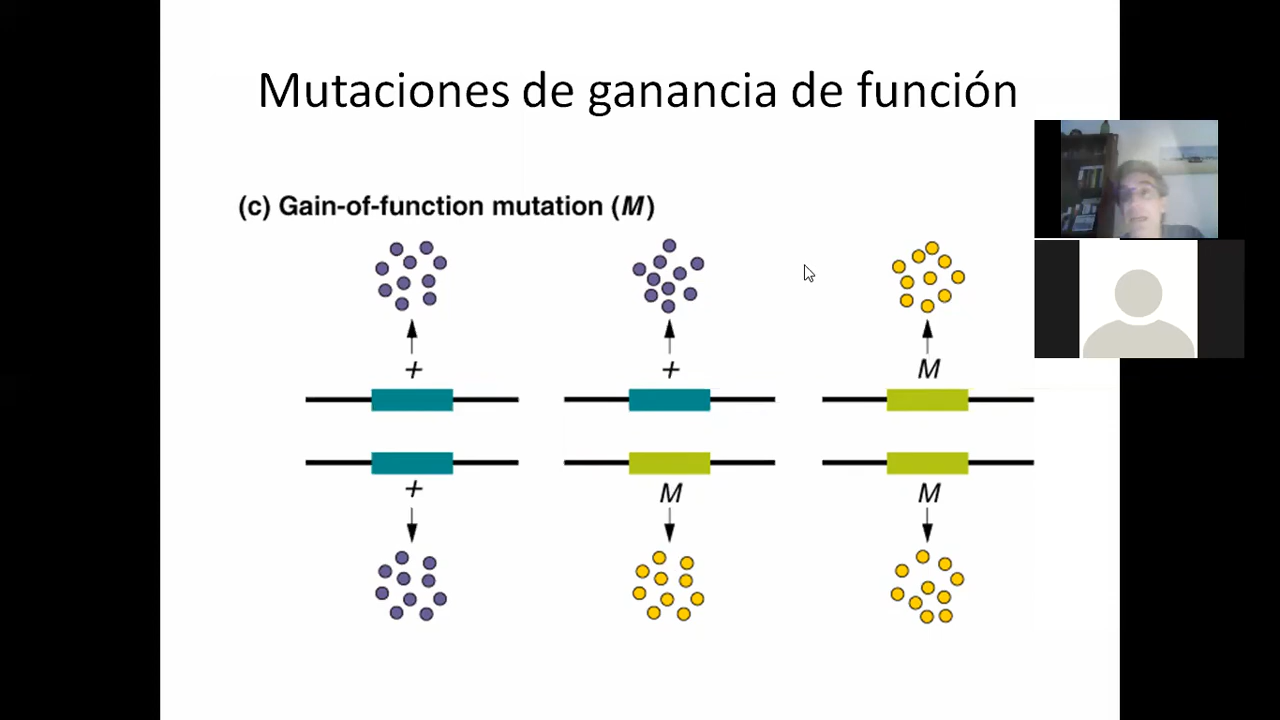 Mutaciones de ganancia de función
(c) Gain-of-function mutation (M)
+ + M
+ M M